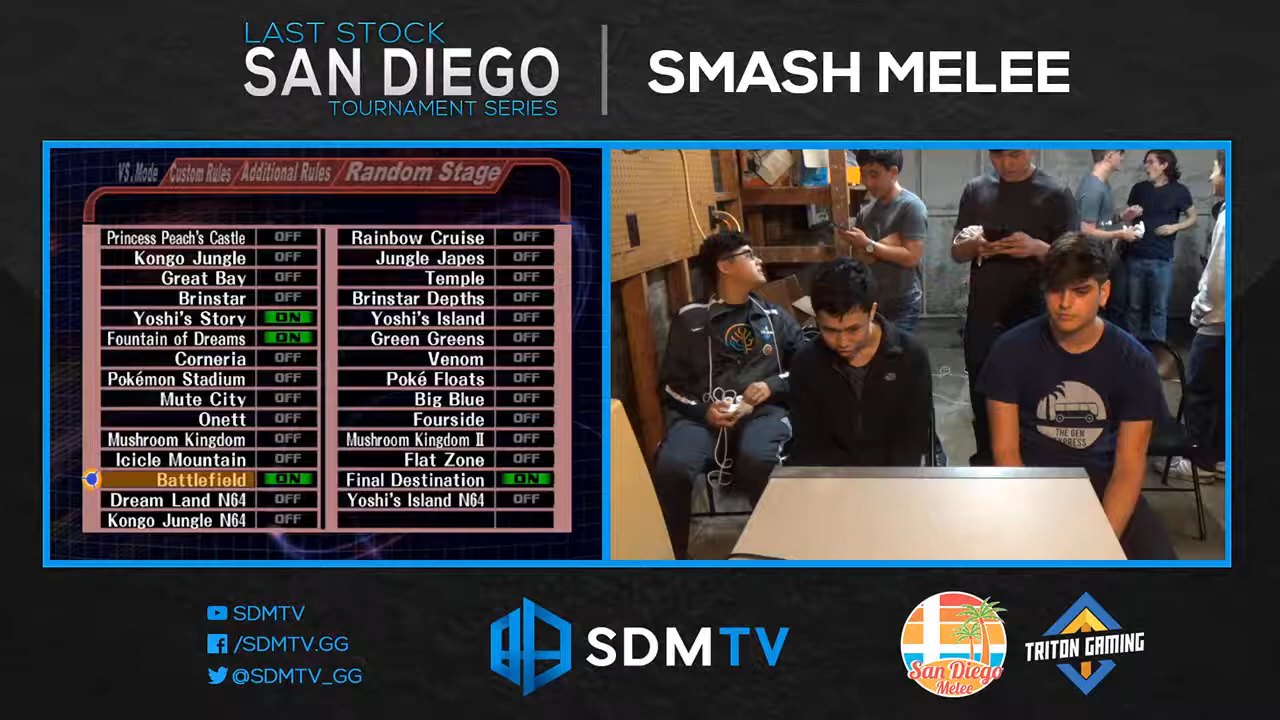 LAST STOCK
SAN DIEGO
TOURNAMENT SERIES
SMASH MELEE
VS. Mode Custom Rules Additional Rules Random Stage
Princess Peach's Castle OFF Rainbow Cruise OFF
Kongo Jungle OFF Jungle Japes OFF
Great Bay OFF Temple OFF
Brinstar OFF Brinstar Depths OFF
Yoshi's Story ON Yoshi's Island OFF
Fountain of Dreams ON Green Greens OFF
Corneria OFF Venom OFF
Pokémon Stadium OFF Poké Floats OFF
Mute City OFF Big Blue OFF
Onett OFF Fourside OFF
Mushroom Kingdom OFF Mushroom Kingdom II OFF
Icicle Mountain OFF Flat Zone OFF
Battlefield ON Final Destination ON
Dream Land N64 OFF Yoshi's Island N64 OFF
Kongo Jungle N64 OFF
THE GEN
EXPRESS
SDMTV
/SDMTV.GG
@SDMTV_GG
SDMTV
San Diego
Melee
TRITON GAMING